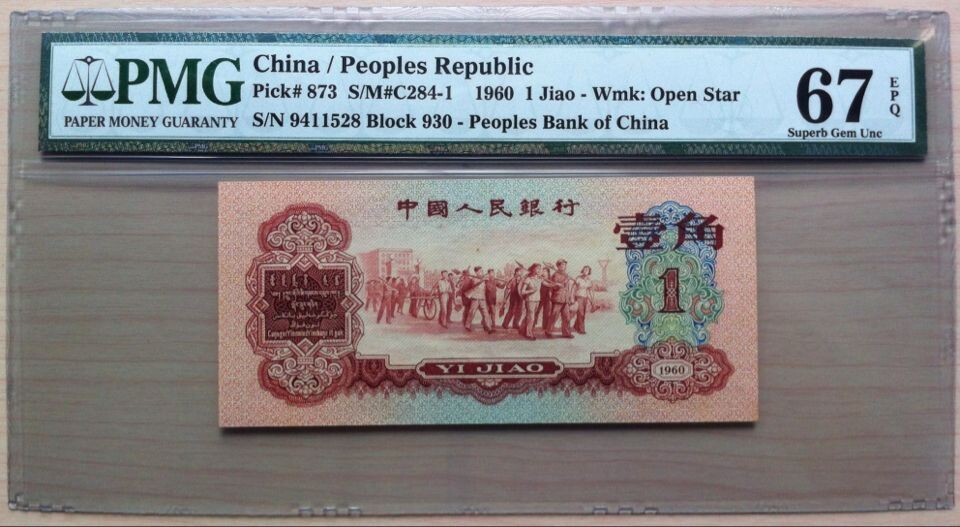 PMG
PAPER MONEY GUARANTY
China / Peoples Republic
Pick# 873 S/M#C284-1 1960 1 Jiao - Wmk: Open Star
S/N 9411528 Block 930 - Peoples Bank of China
67 EPQ
Superb Gem Unc
中國人民銀行
壹角
1
YI JIAO
1960